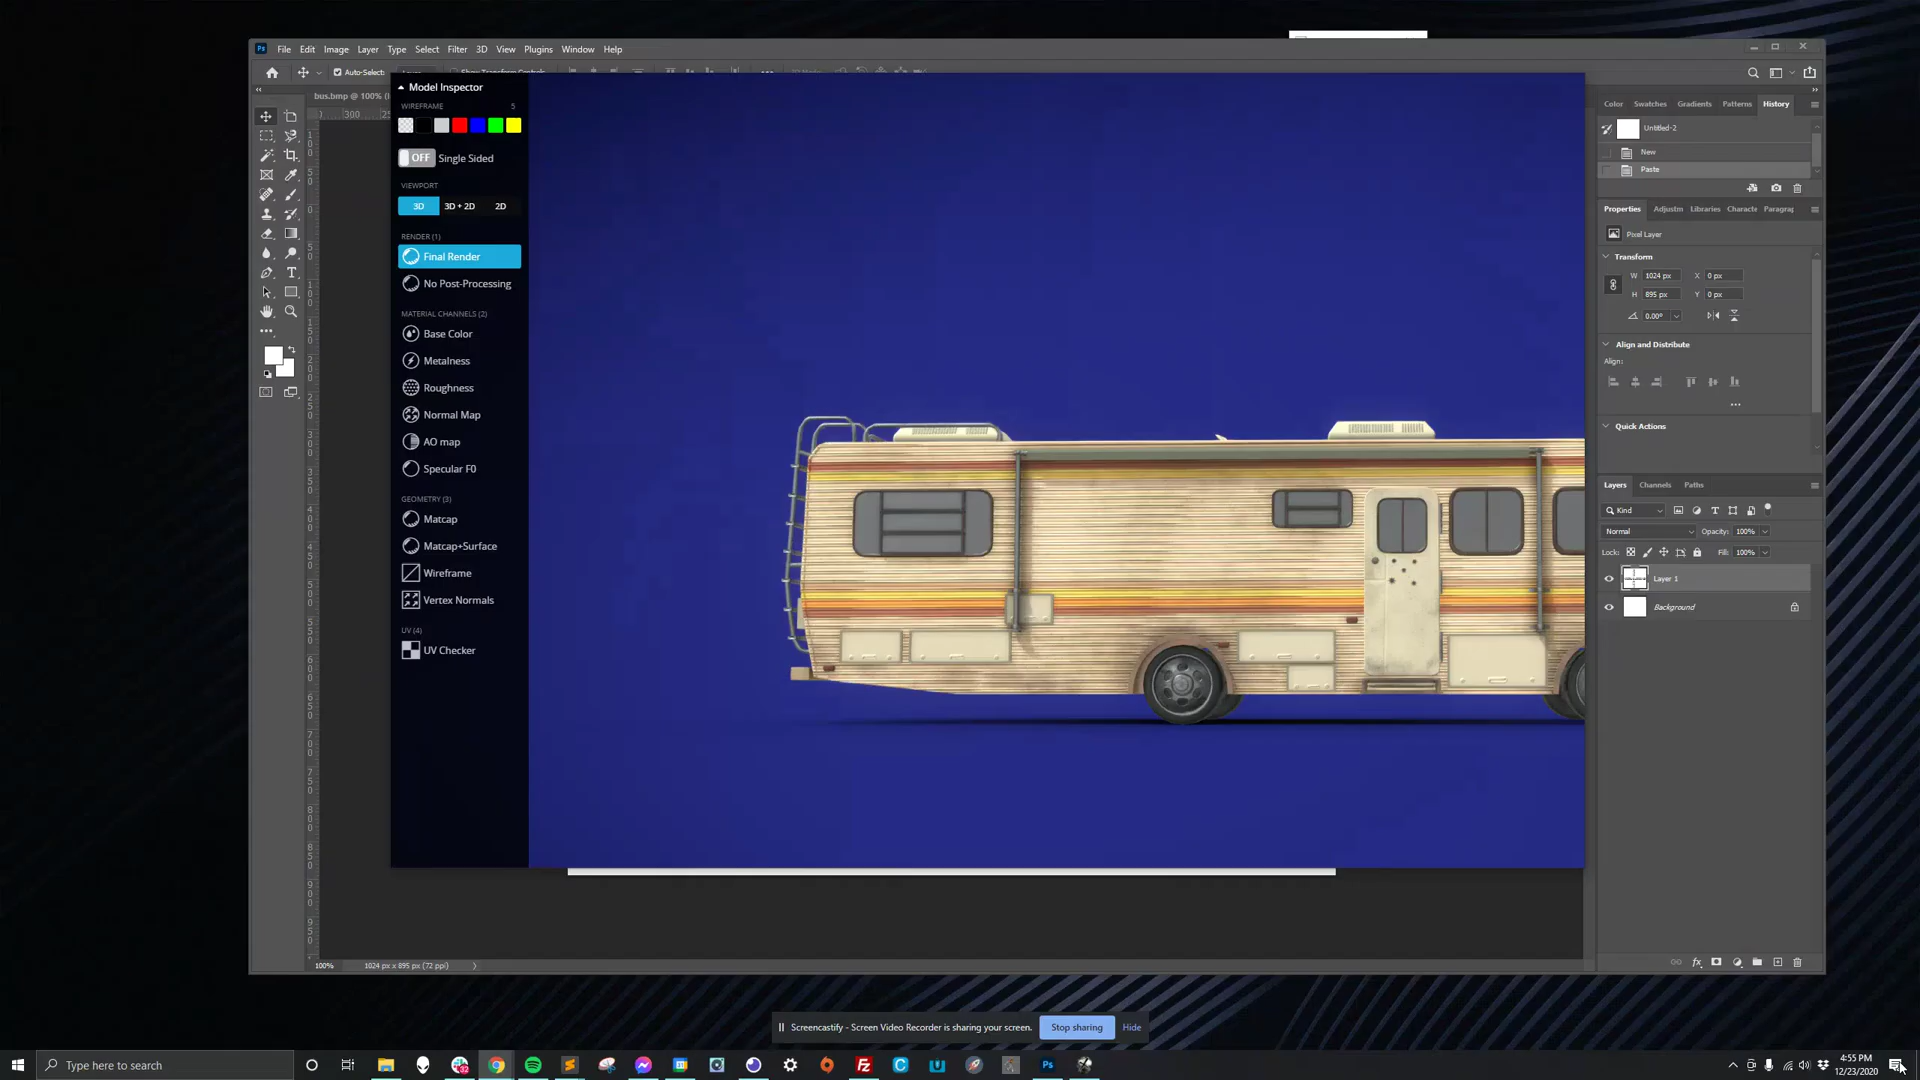 Ps File Edit Image Layer Type Select Filter 3D View Plugins Window Help
Auto-Select:
bus.bmp @ 100%
Model Inspector
WIREFRAME 5
OFF Single Sided
VIEWPORT
3D 3D + 2D 2D
RENDER (1)
Final Render
No Post-Processing
MATERIAL CHANNELS (2)
Base Color
Metalness
Roughness
Normal Map
AO map
Specular F0
GEOMETRY (3)
Matcap
Matcap+Surface
Wireframe
Vertex Normals
UV (4)
UV Checker
Color Swatches Gradients Patterns History
Untitled-2
New
Paste
Properties Adjustm Libraries Characte Paragrap
Pixel Layer
Transform
W 1024 px X 0 px
H 895 px Y 0 px
0.00°
Align and Distribute
Align:
Quick Actions
Layers Channels Paths
Kind
Normal Opacity: 100%
Lock: Fill: 100%
Layer 1
Background
100% 1024 px x 895 px (72 ppi)
Screencastify - Screen Video Recorder is sharing your screen. Stop sharing Hide
Type here to search
4:55 PM
12/23/2020